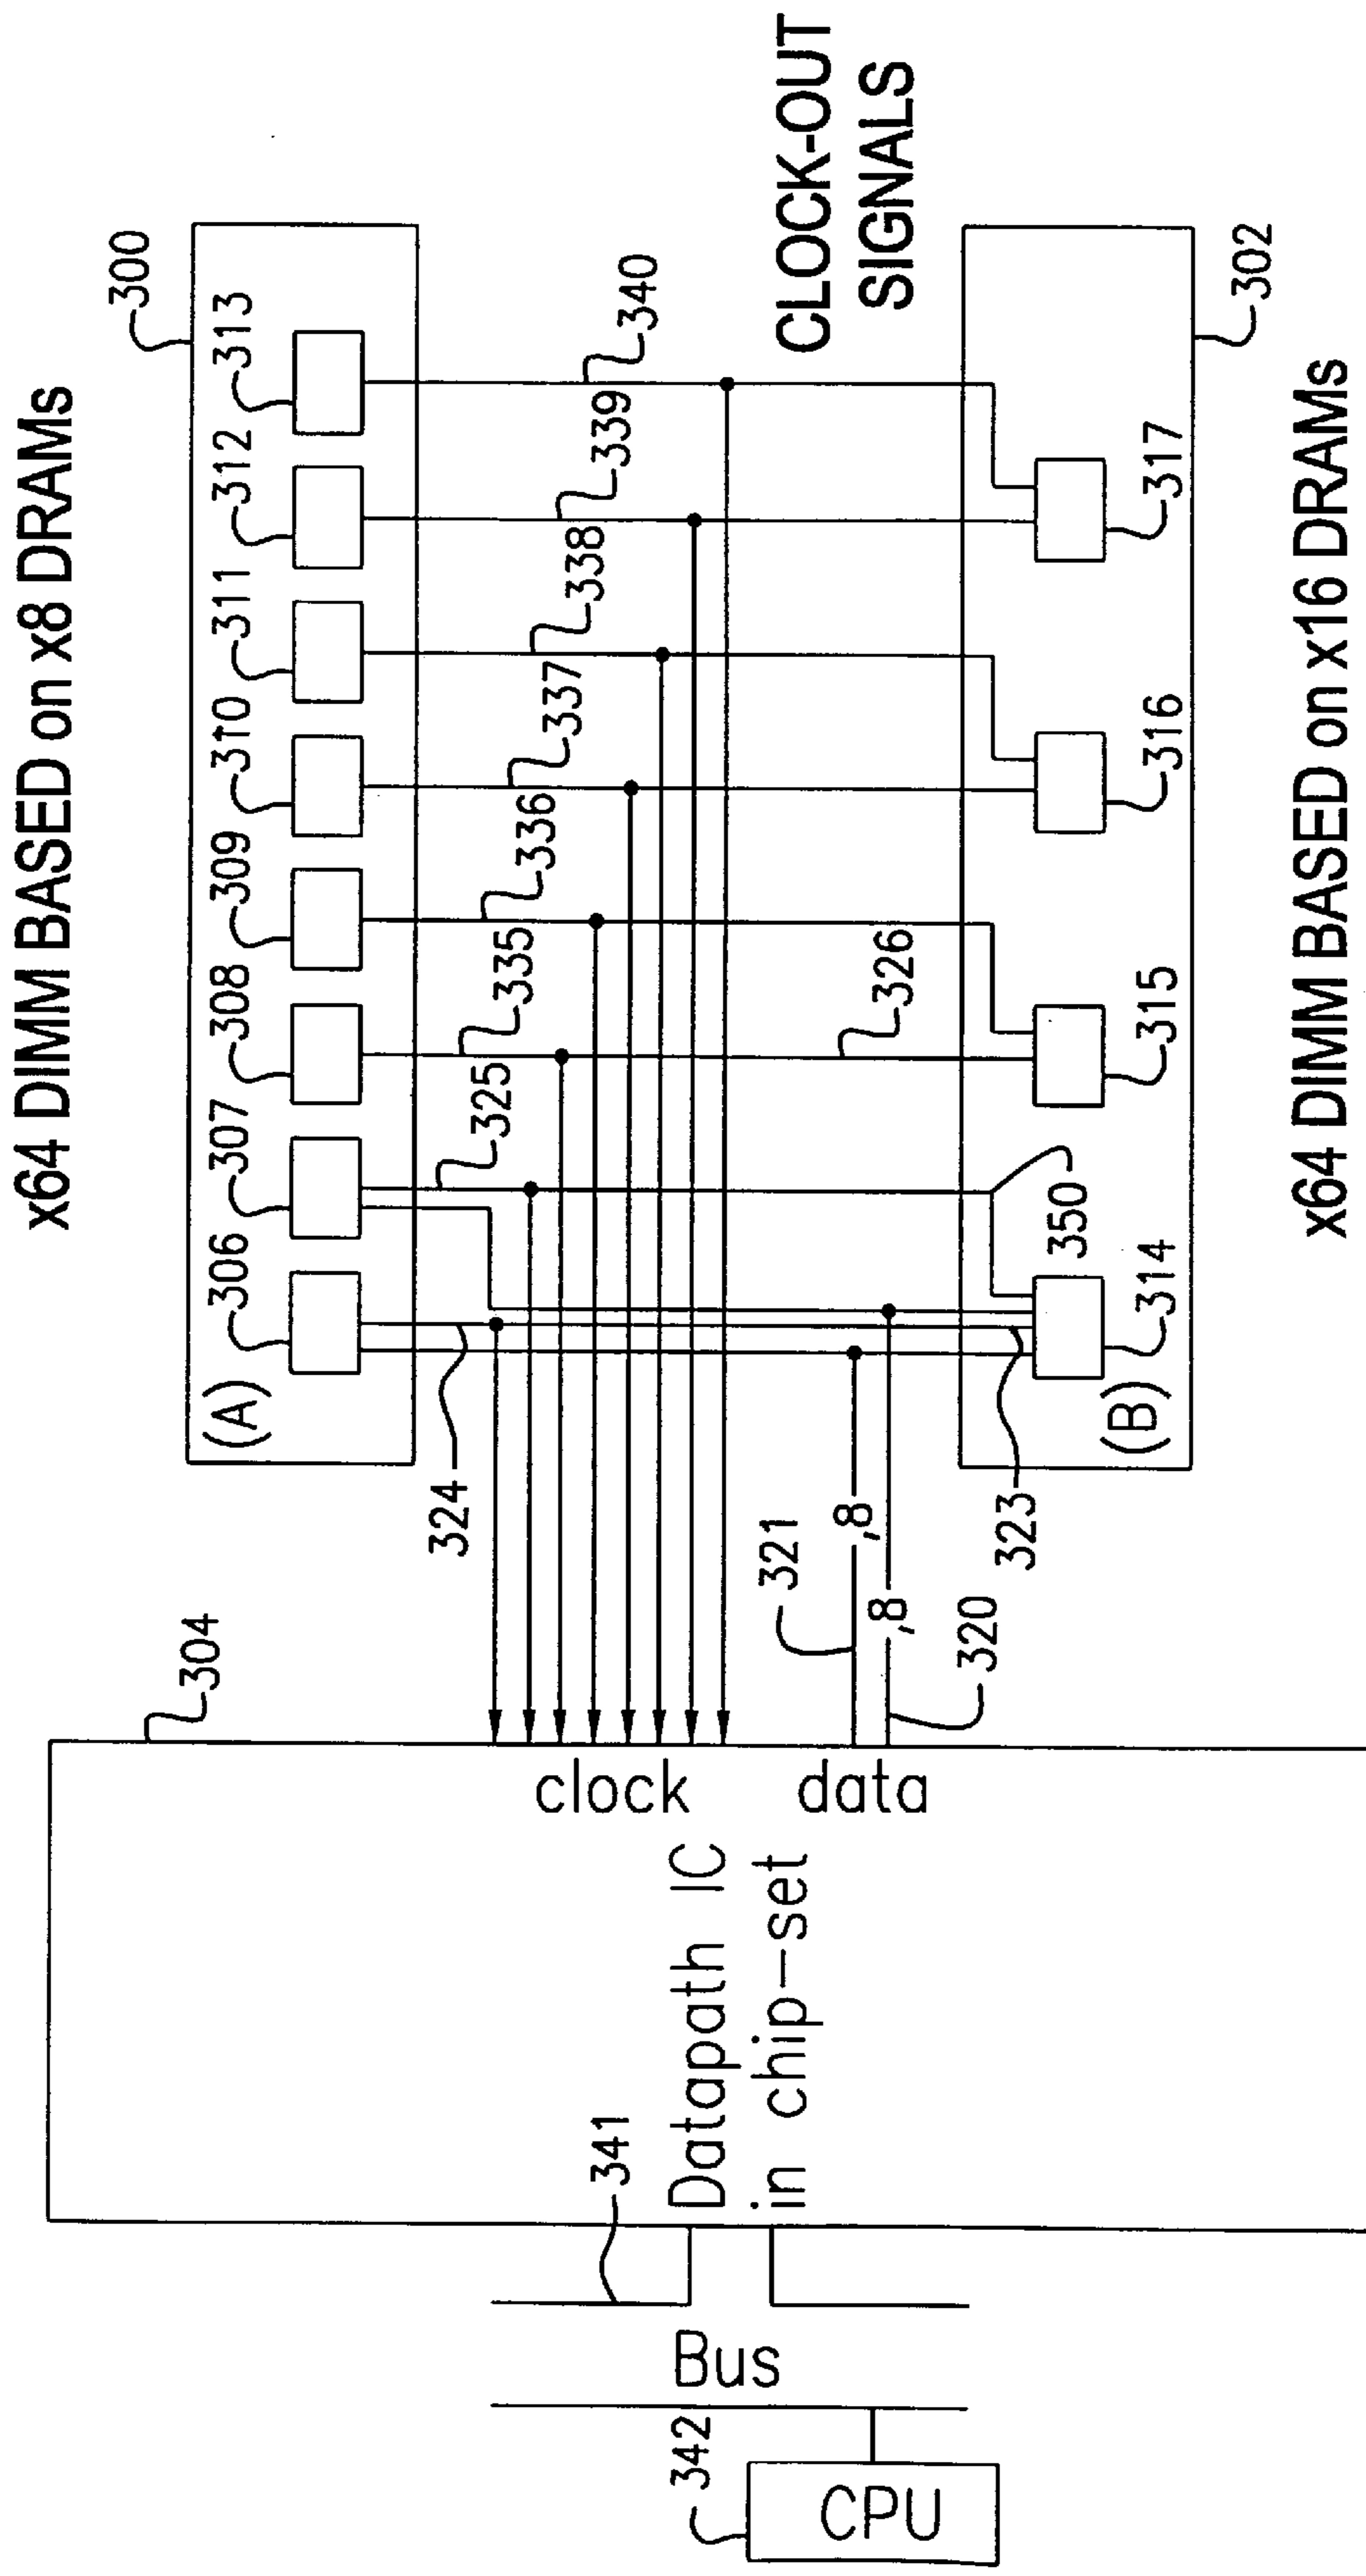 x64 DIMM BASED on x8 DRAMs
300
306
307
308
309
310
311
312
313
(A)
324
325
335
336
337
338
339
340
CLOCK-OUT
SIGNALS
304
321
,8
,8
320
323
326
350
302
(B)
314
315
316
317
x64 DIMM BASED on x16 DRAMs
clock
data
Datapath IC
in chip-set
341
Bus
342
CPU